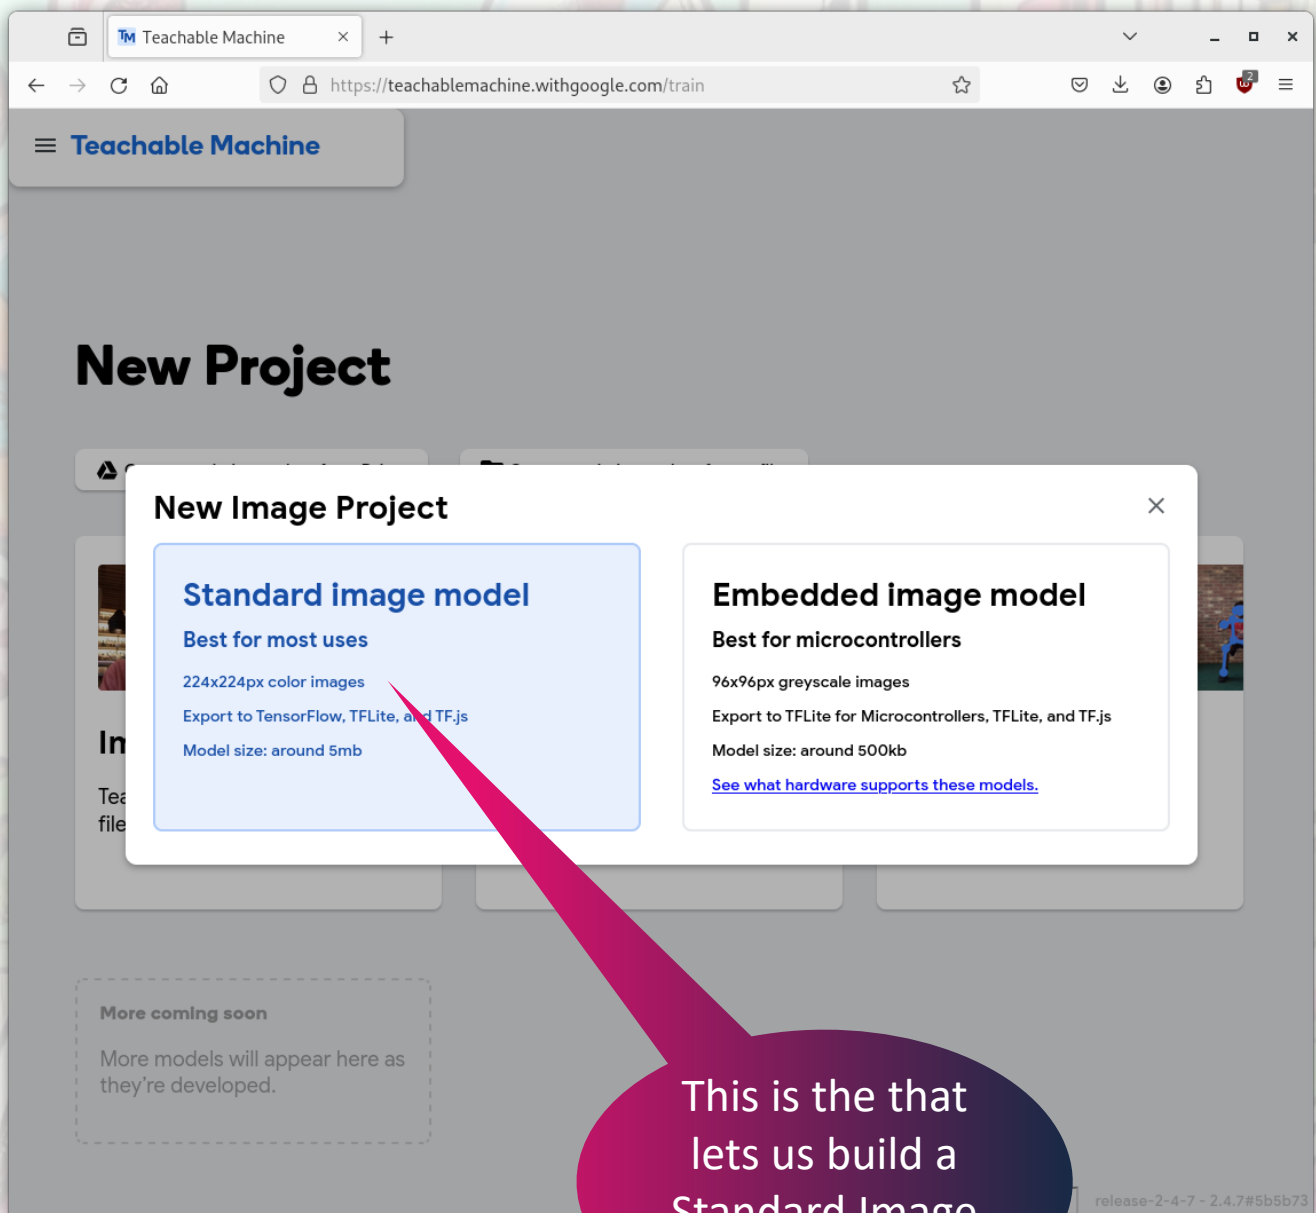 Teachable Machine
https://teachablemachine.withgoogle.com/train
2
Teachable Machine
New Project
New Image Project
Standard image model
Best for most uses
224x224px color images
Export to TensorFlow, TFLite, and TF.js
Model size: around 5mb
Embedded image model
Best for microcontrollers
96x96px greyscale images
Export to TFLite for Microcontrollers, TFLite, and TF.js
Model size: around 500kb
See what hardware supports these models.
More coming soon
More models will appear here as
they're developed.
This is the that
lets us build a
Standard Image
release-2-4-7 - 2.4.7#5b5b73